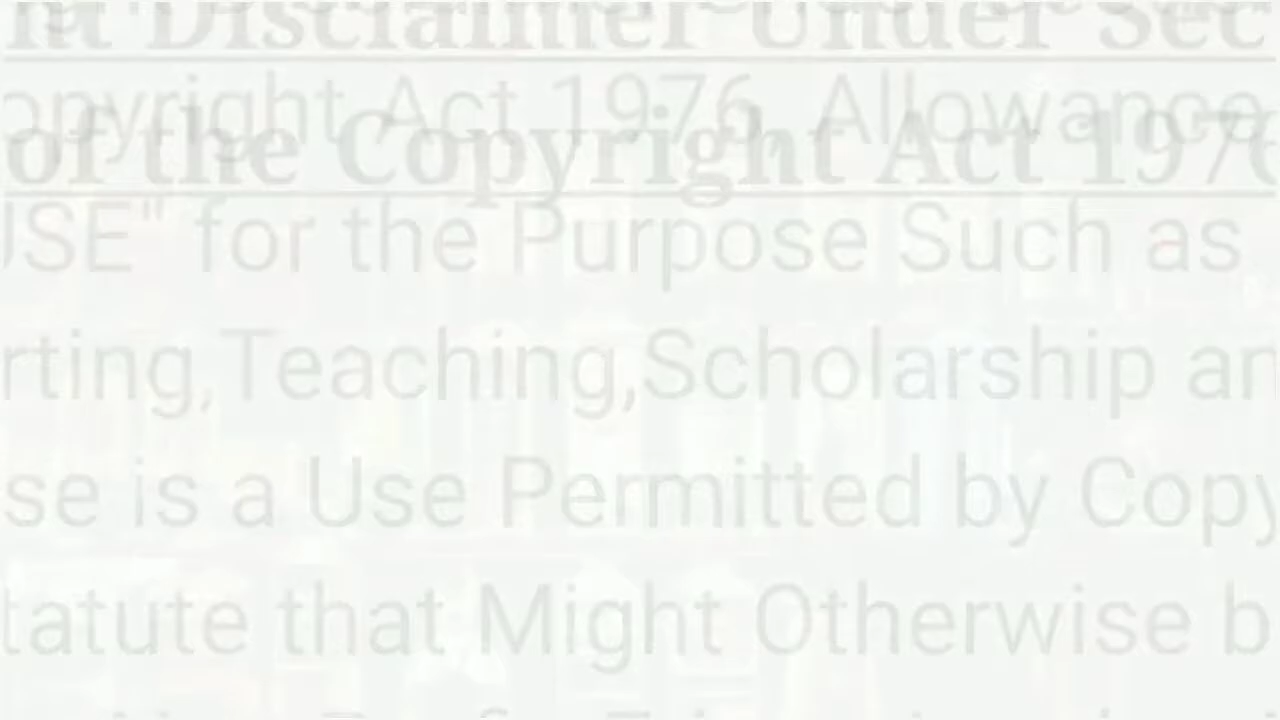 nt Disclaimer Under Sec
opyright Act 1976, Allowance
of the Copyright Act 1976
USE" for the Purpose Such as
rting,Teaching,Scholarship an
se is a Use Permitted by Copy
tatute that Might Otherwise b